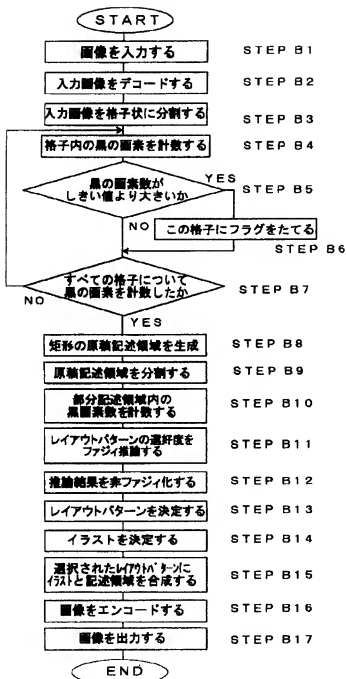 START
画像を入力する STEP B1
入力画像をデコードする STEP B2
入力画像を格子状に分割する STEP B3
格子内の黒の画素を計数する STEP B4
黒の画素数が
しきい値より大きいか
YES
STEP B5
NO
この格子にフラグをたてる
STEP B6
すべての格子について
黒の画素を計数したか
STEP B7
NO
YES
矩形の原稿記述領域を生成 STEP B8
原稿記述領域を分割する STEP B9
部分記述領域内の
黒画素数を計数する
STEP B10
レイアウトパターンの選好度を
ファジィ推論する
STEP B11
推論結果を非ファジィ化する STEP B12
レイアウトパターンを決定する STEP B13
イラストを決定する STEP B14
選択されたレイアウトパターンに
イラストと記述領域を合成する
STEP B15
画像をエンコードする STEP B16
画像を出力する STEP B17
END